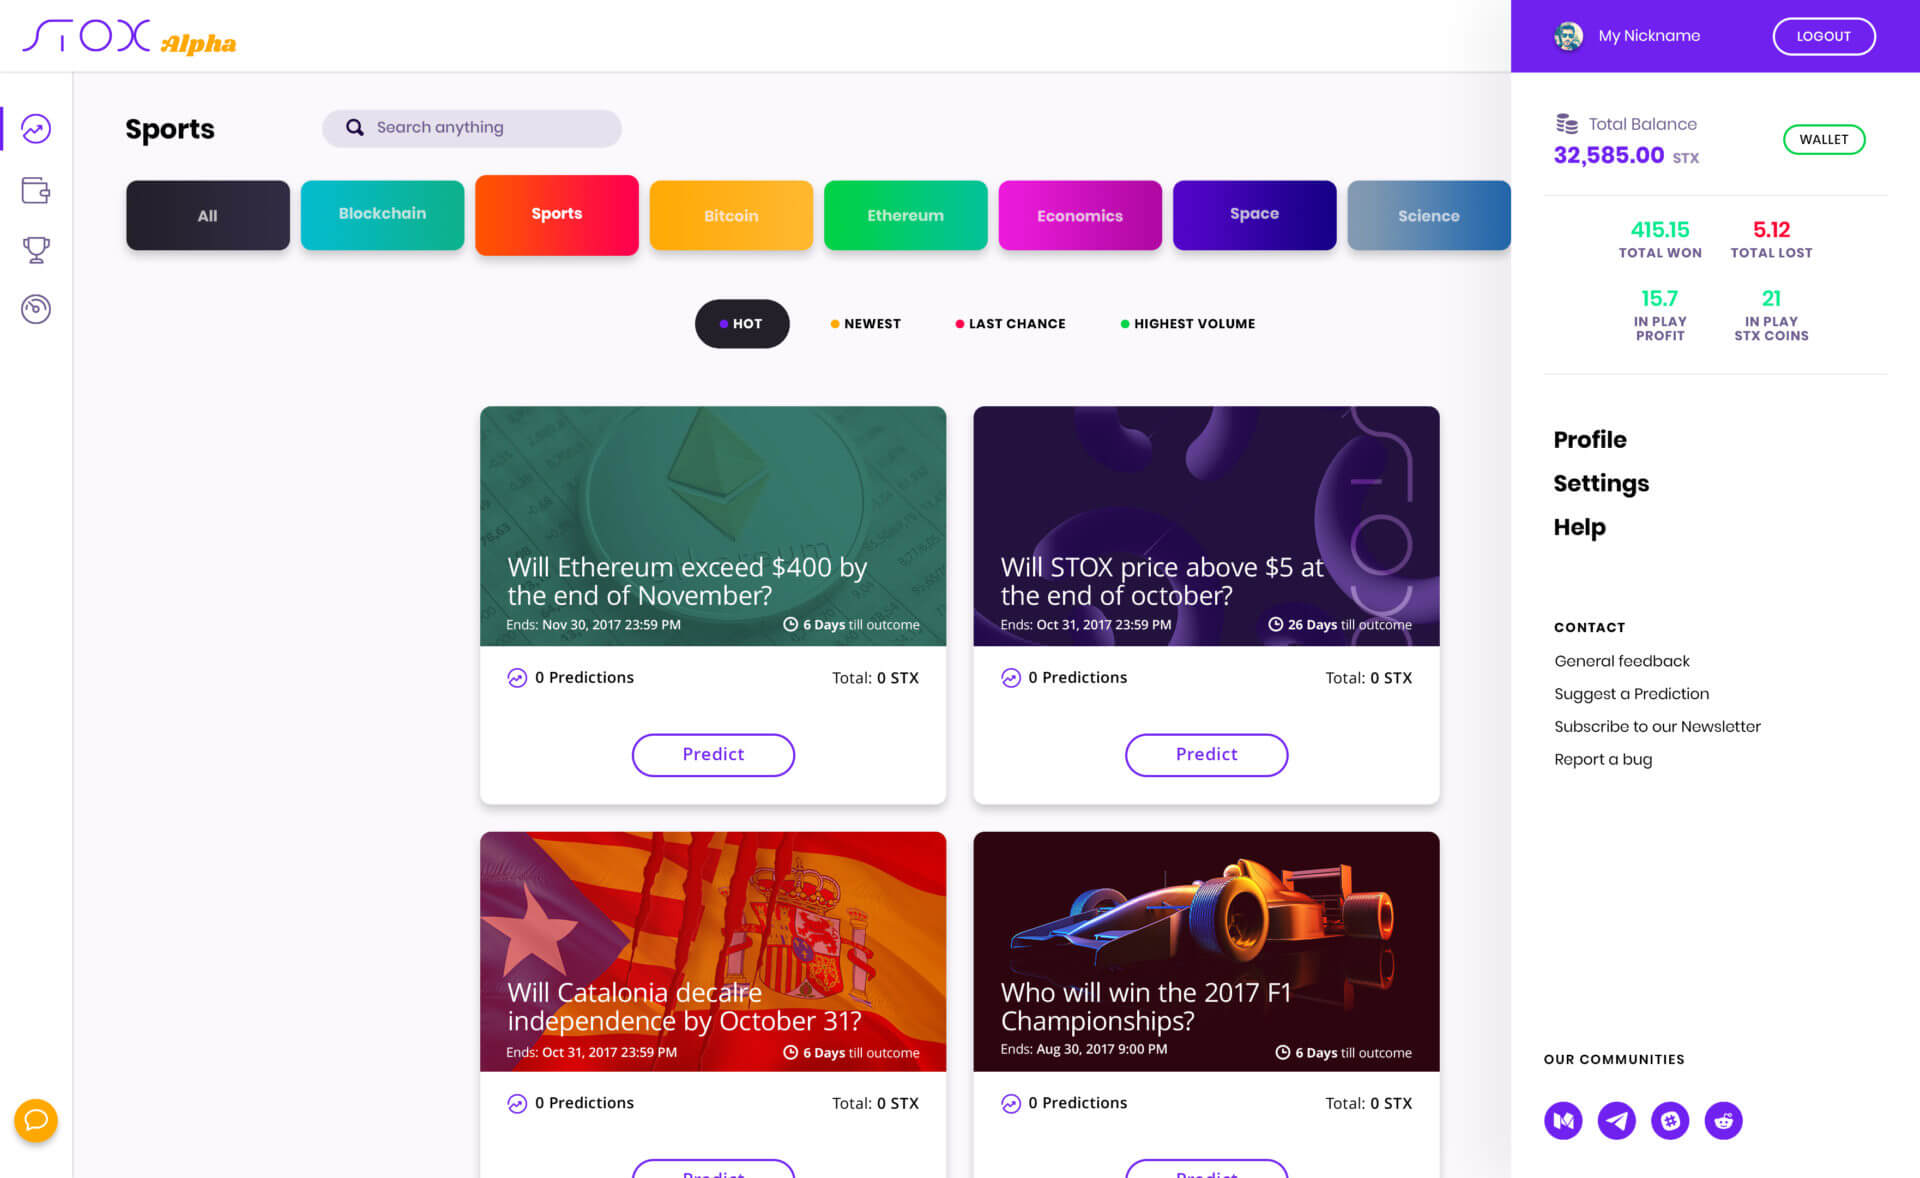 STOX Alpha
My Nickname
LOGOUT
Sports
Search anything
Total Balance
32,585.00 STX
WALLET
All
Blockchain
Sports
Bitcoin
Ethereum
Economics
Space
Science
415.15
TOTAL WON
5.12
TOTAL LOST
15.7
IN PLAY
PROFIT
21
IN PLAY
STX COINS
HOT
NEWEST
LAST CHANCE
HIGHEST VOLUME
Will Ethereum exceed $400 by
the end of November?
Ends: Nov 30, 2017 23:59 PM
6 Days till outcome
0 Predictions
Total: 0 STX
Predict
STOX
Will STOX price above $5 at
the end of october?
Ends: Oct 31, 2017 23:59 PM
26 Days till outcome
0 Predictions
Total: 0 STX
Predict
Will Catalonia decalre
independence by October 31?
Ends: Oct 31, 2017 23:59 PM
6 Days till outcome
0 Predictions
Total: 0 STX
Predict
Who will win the 2017 F1
Championships?
Ends: Aug 30, 2017 9:00 PM
6 Days till outcome
0 Predictions
Total: 0 STX
Predict
Profile
Settings
Help
CONTACT
General feedback
Suggest a Prediction
Subscribe to our Newsletter
Report a bug
OUR COMMUNITIES